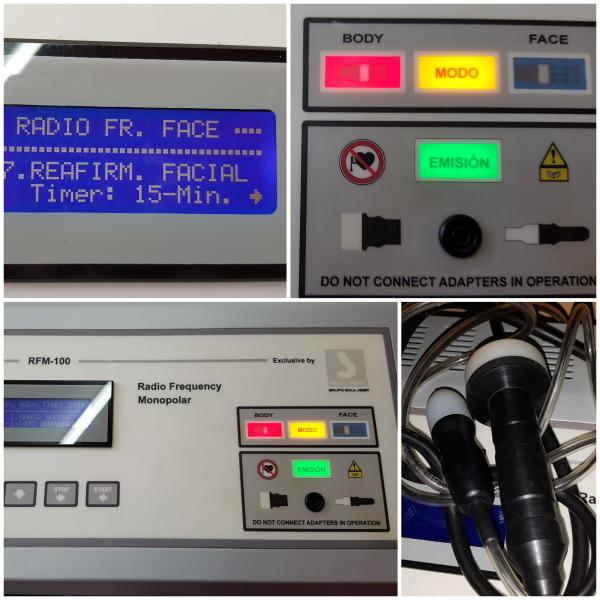 RADIO FR. FACE
7.REAFIRM. FACIAL
Timer: 15-Min.
BODY
FACE
MODO
EMISIÓN
DO NOT CONNECT ADAPTERS IN OPERATION
RFM-100
Exclusive by
Radio Frequency
Monopolar
BODY
FACE
MODO
EMISIÓN
DO NOT CONNECT ADAPTERS IN OPERATION
STOP
START
Ra